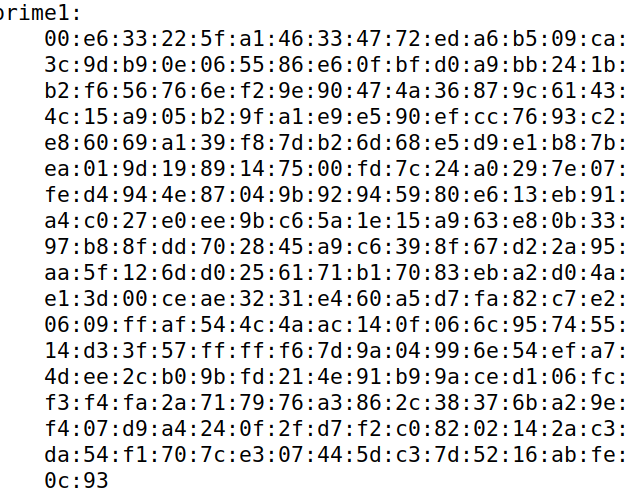 prime1:
00:e6:33:22:5f:a1:46:33:47:72:ed:a6:b5:09:ca:
3c:9d:b9:0e:06:55:86:e6:0f:bf:d0:a9:bb:24:1b:
b2:f6:56:76:6e:f2:9e:90:47:4a:36:87:9c:61:43:
4c:15:a9:05:b2:9f:a1:e9:e5:90:ef:cc:76:93:c2:
e8:60:69:a1:39:f8:7d:b2:6d:68:e5:d9:e1:b8:7b:
ea:01:9d:19:89:14:75:00:fd:7c:24:a0:29:7e:07:
fe:d4:94:4e:87:04:9b:92:94:59:80:e6:13:eb:91:
a4:c0:27:e0:ee:9b:c6:5a:1e:15:a9:63:e8:0b:33:
97:b8:8f:dd:70:28:45:a9:c6:39:8f:67:d2:2a:95:
aa:5f:12:6d:d0:25:61:71:b1:70:83:eb:a2:d0:4a:
e1:3d:00:ce:ae:32:31:e4:60:a5:d7:fa:82:c7:e2:
06:09:ff:af:54:4c:4a:ac:14:0f:06:6c:95:74:55:
14:d3:3f:57:ff:ff:f6:7d:9a:04:99:6e:54:ef:a7:
4d:ee:2c:b0:9b:fd:21:4e:91:b9:9a:ce:d1:06:fc:
f3:f4:fa:2a:71:79:76:a3:86:2c:38:37:6b:a2:9e:
f4:07:d9:a4:24:0f:2f:d7:f2:c0:82:02:14:2a:c3:
da:54:f1:70:7c:e3:07:44:5d:c3:7d:52:16:ab:fe:
0c:93